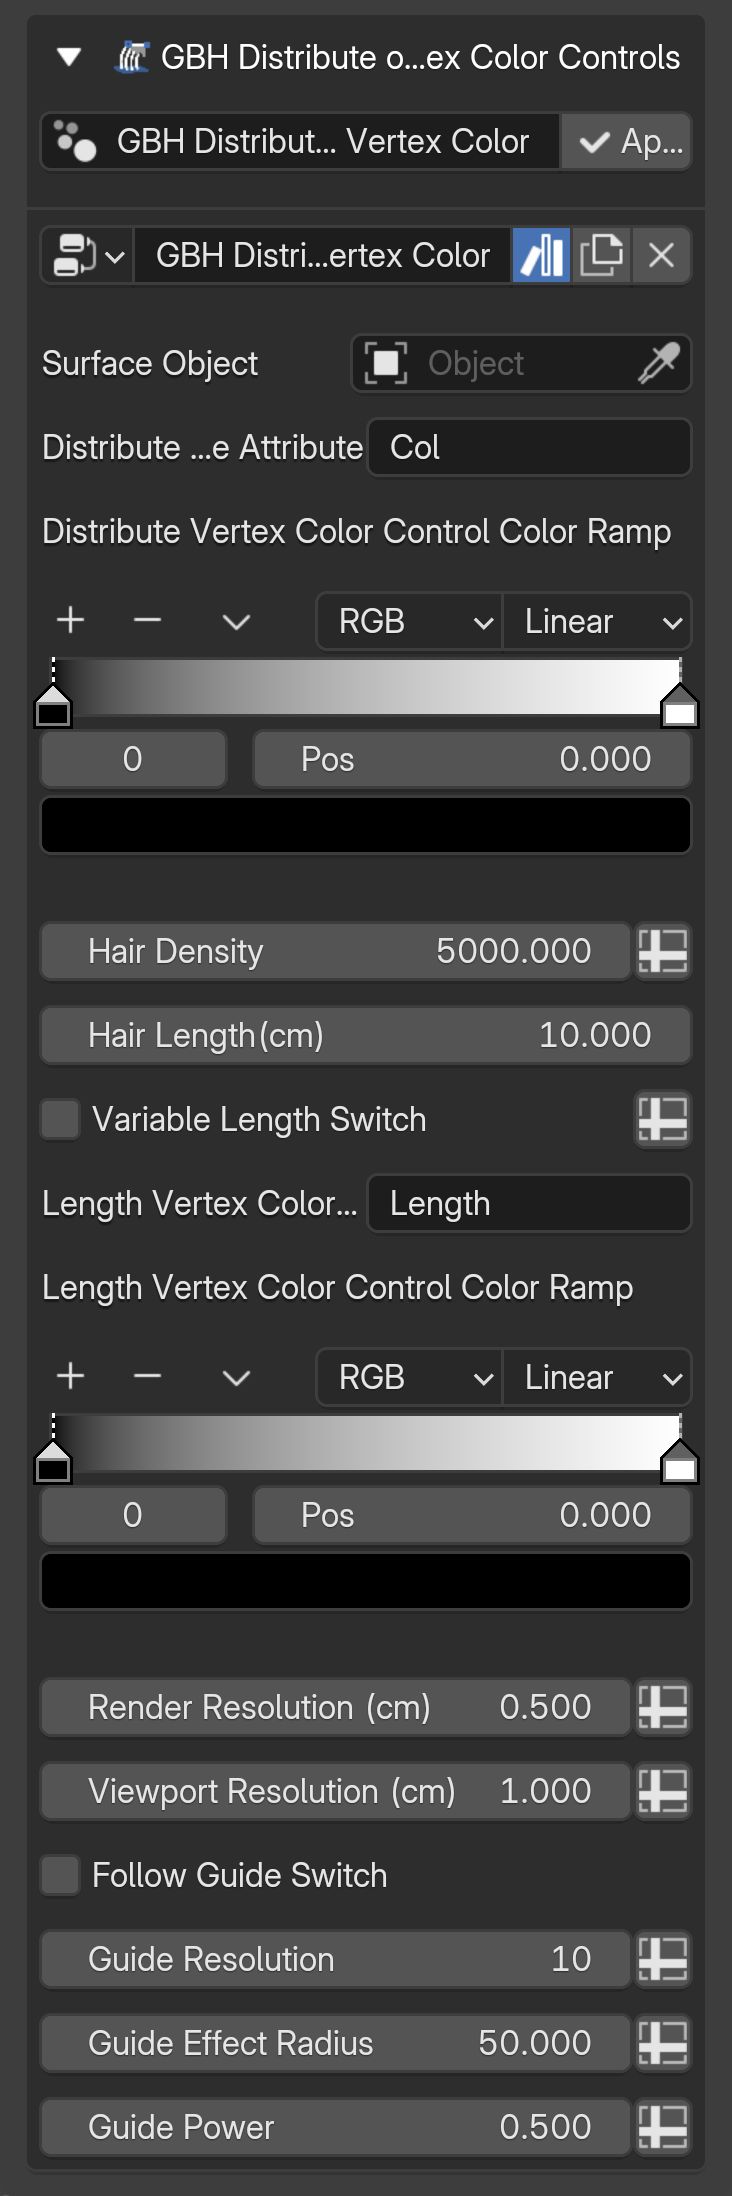 GBH Distribute o...ex Color Controls
GBH Distribut... Vertex Color Ap...
GBH Distri...ertex Color
Surface Object Object
Distribute ...e Attribute Col
Distribute Vertex Color Control Color Ramp
RGB Linear
0 Pos 0.000
Hair Density 5000.000
Hair Length(cm) 10.000
Variable Length Switch
Length Vertex Color... Length
Length Vertex Color Control Color Ramp
RGB Linear
0 Pos 0.000
Render Resolution (cm) 0.500
Viewport Resolution (cm) 1.000
Follow Guide Switch
Guide Resolution 10
Guide Effect Radius 50.000
Guide Power 0.500